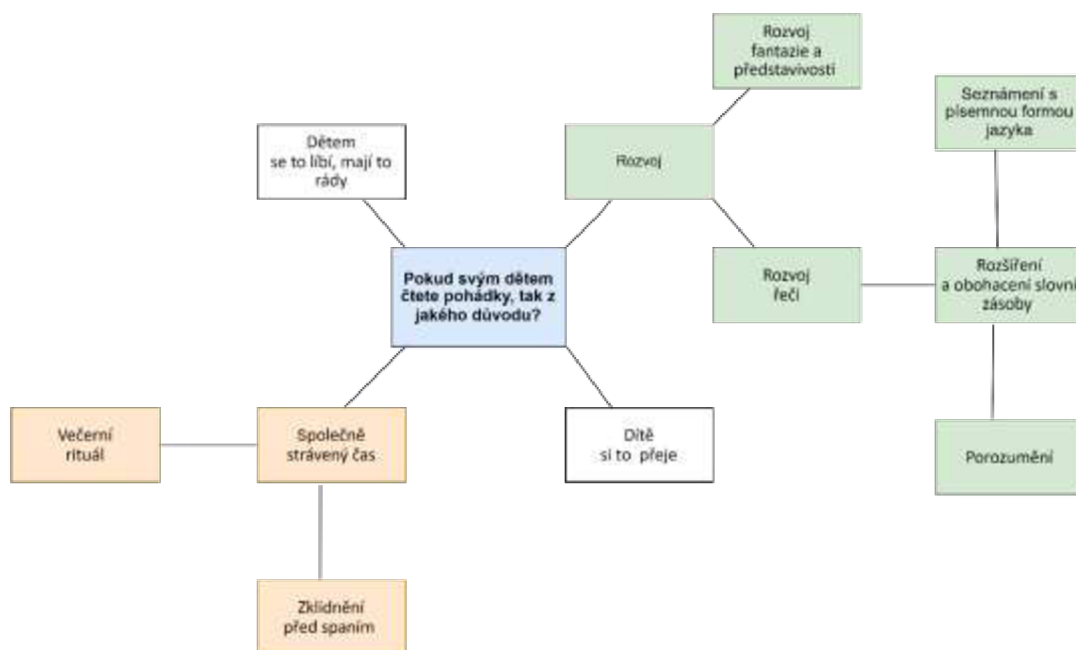 Rozvoj
fantazie a
představivosti
Seznámení s
písemnou formou
jazyka
Dětem
se to líbí, mají to
rády
Rozvoj
Pokud svým dětem
čtete pohádky, tak z
jakého důvodu?
Rozvoj
řeči
Rozšíření
a obohacení slovní
zásoby
Večerní
rituál
Společně
strávený čas
Dítě
si to přeje
Porozumění
Zklidnění
před spaním